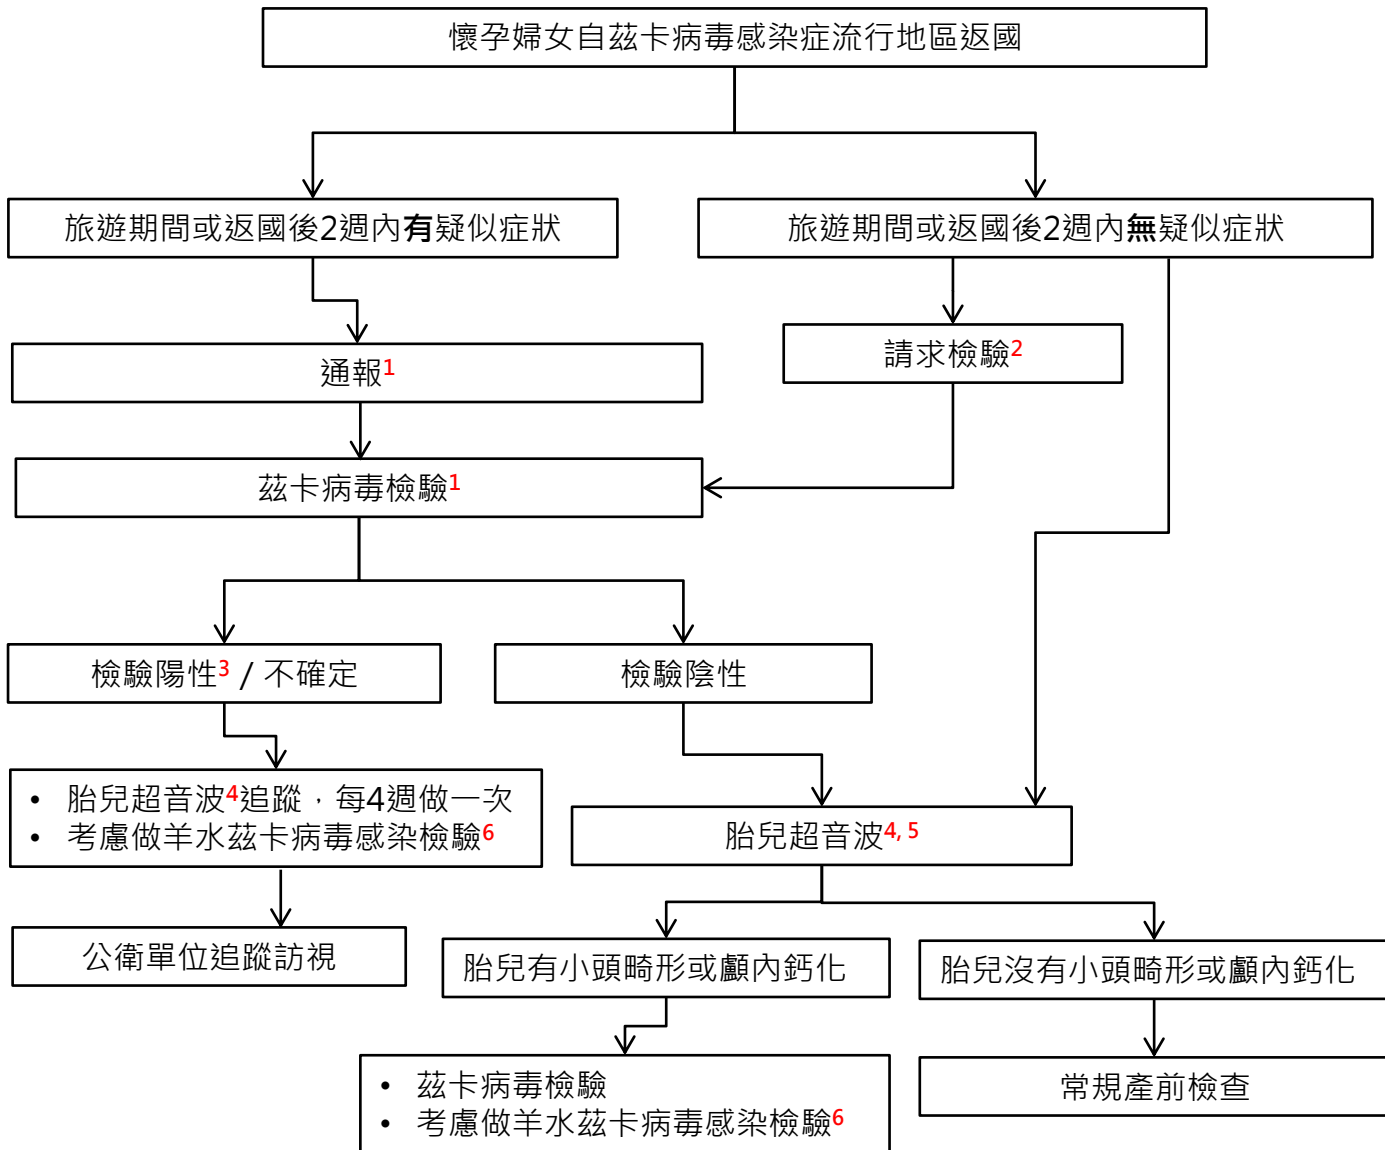 懷孕婦女自茲卡病毒感染症流行地區返國
旅遊期間或返國後2週內有疑似症狀
旅遊期間或返國後2週內無疑似症狀
請求檢驗2
通報1
茲卡病毒檢驗1
檢驗陽性3 / 不確定
檢驗陰性
• 胎兒超音波4追蹤，每4週做一次
• 考慮做羊水茲卡病毒感染檢驗6
胎兒超音波4, 5
公衛單位追蹤訪視
胎兒有小頭畸形或顱內鈣化
胎兒沒有小頭畸形或顱內鈣化
• 茲卡病毒檢驗
• 考慮做羊水茲卡病毒感染檢驗6
常規產前檢查